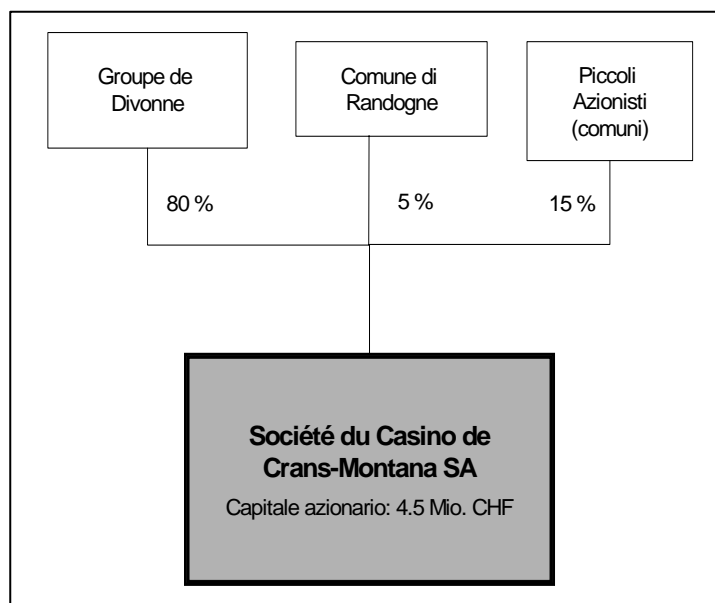 Groupe de
Divonne
Comune di
Randogne
Piccoli
Azionisti
(comuni)
80 %
5 %
15 %
Société du Casino de
Crans-Montana SA
Capitale azionario: 4.5 Mio. CHF